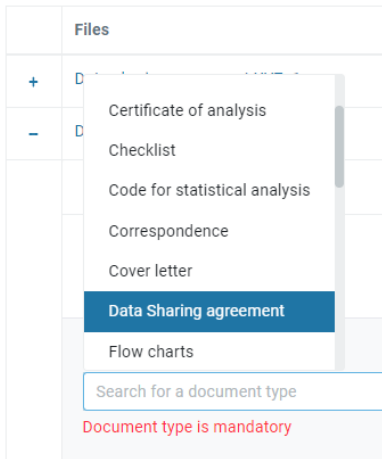 Files
+
Certificate of analysis
–
Checklist
Code for statistical analysis
Correspondence
Cover letter
Data Sharing agreement
Flow charts
Search for a document type
Document type is mandatory